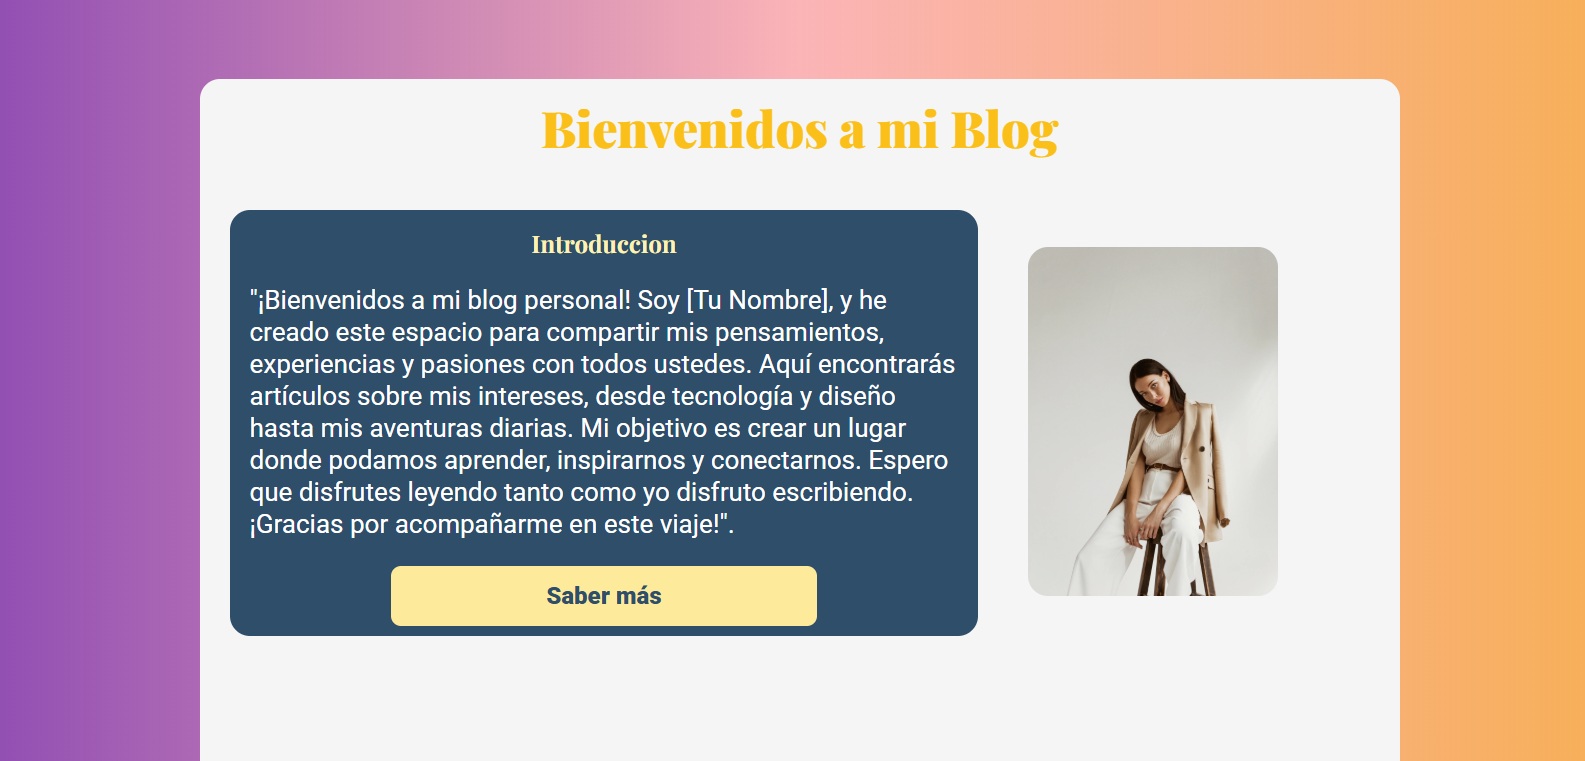 Bienvenidos a mi Blog
Introduccion
"¡Bienvenidos a mi blog personal! Soy [Tu Nombre], y he
creado este espacio para compartir mis pensamientos,
experiencias y pasiones con todos ustedes. Aquí encontrarás
artículos sobre mis intereses, desde tecnología y diseño
hasta mis aventuras diarias. Mi objetivo es crear un lugar
donde podamos aprender, inspirarnos y conectarnos. Espero
que disfrutes leyendo tanto como yo disfruto escribiendo.
¡Gracias por acompañarme en este viaje!".
Saber más